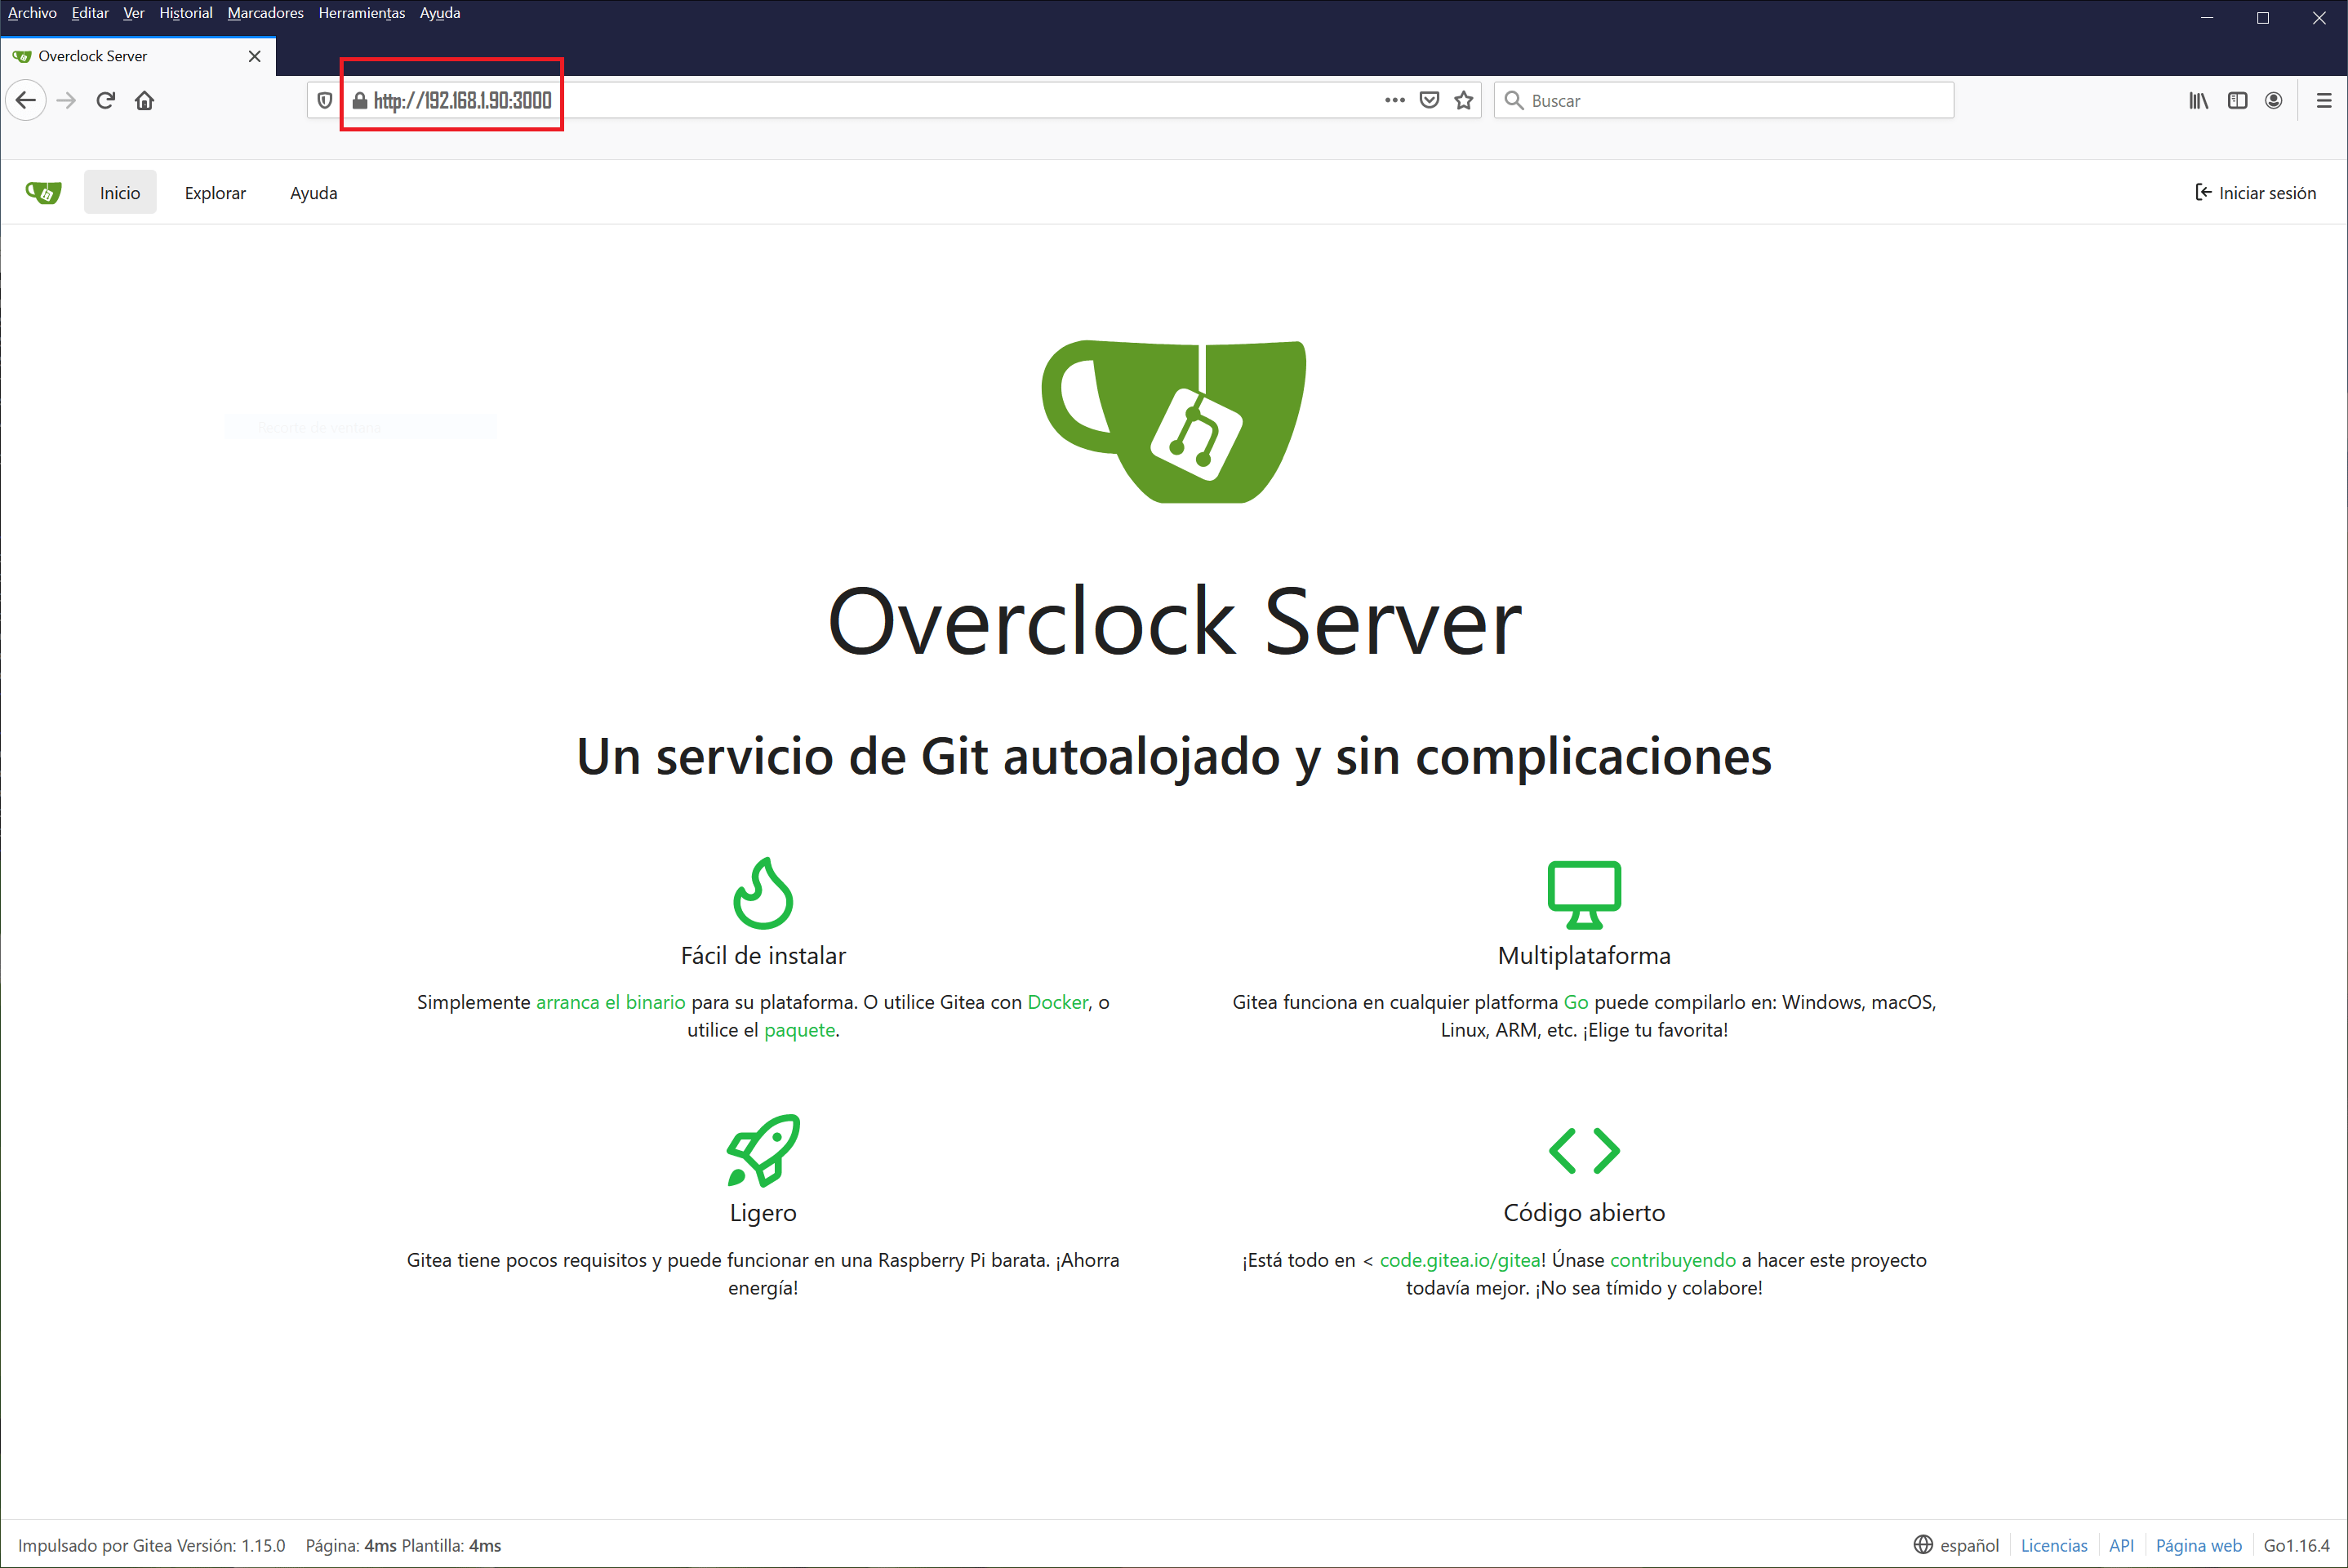 Archivo Editar Ver Historial Marcadores Herramientas Ayuda
Overclock Server
http://192.168.1.90:3000
Buscar
Inicio Explorar Ayuda Iniciar sesión
Recorte de ventana
Overclock Server
Un servicio de Git autoalojado y sin complicaciones
Fácil de instalar
Simplemente arranca el binario para su plataforma. O utilice Gitea con Docker, o
utilice el paquete.
Multiplataforma
Gitea funciona en cualquier platforma Go puede compilarlo en: Windows, macOS,
Linux, ARM, etc. ¡Elige tu favorita!
Ligero
Gitea tiene pocos requisitos y puede funcionar en una Raspberry Pi barata. ¡Ahorra
energía!
Código abierto
¡Está todo en < code.gitea.io/gitea! Únase contribuyendo a hacer este proyecto
todavía mejor. ¡No sea tímido y colabore!
Impulsado por Gitea Versión: 1.15.0 Página: 4ms Plantilla: 4ms español Licencias API Página web Go1.16.4